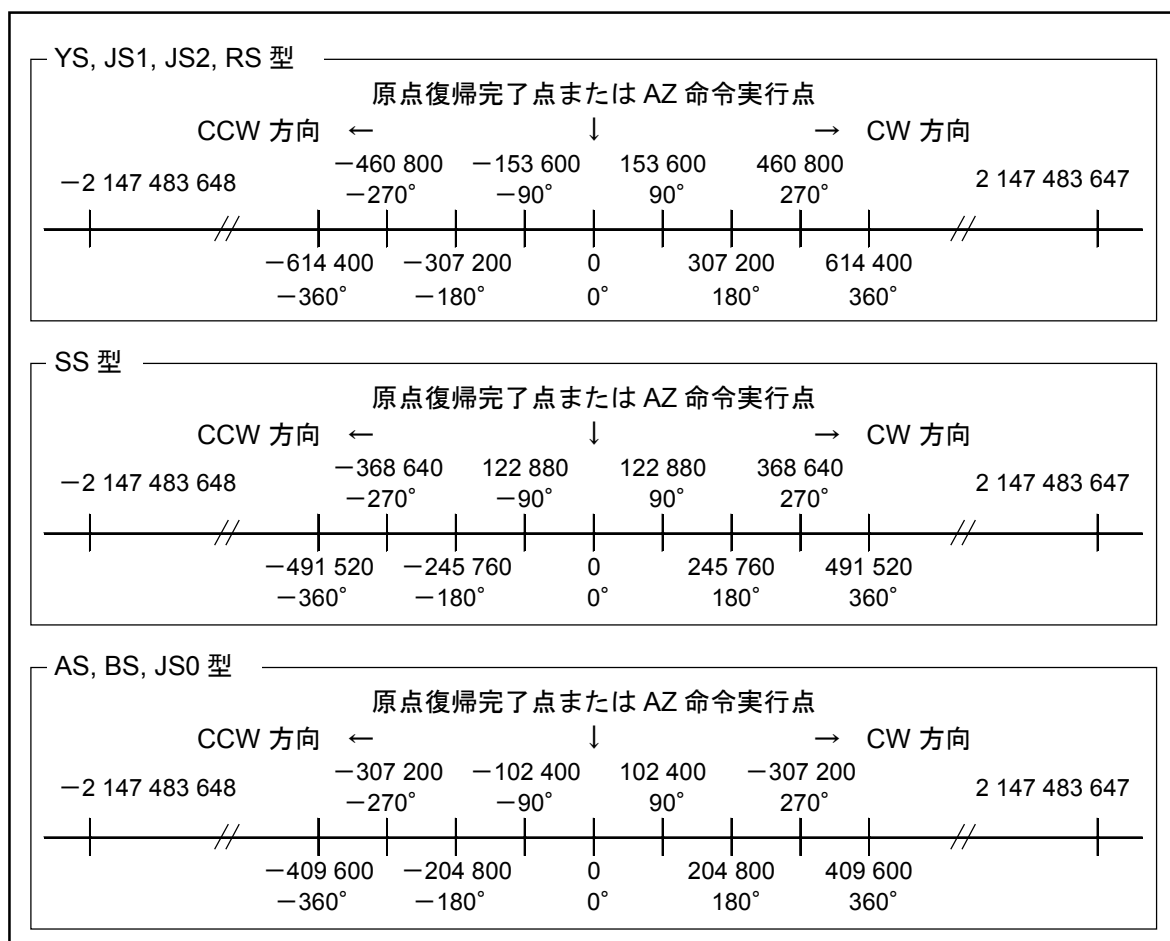 YS, JS1, JS2, RS 型
原点復帰完了点または AZ 命令実行点
CCW 方向 ← ↓ → CW 方向
−460 800 −153 600 153 600 460 800
−2 147 483 648 2 147 483 647
−270° −90° 90° 270°
−614 400 −307 200 0 307 200 614 400
−360° −180° 0° 180° 360°
SS 型
原点復帰完了点または AZ 命令実行点
CCW 方向 ← ↓ → CW 方向
−368 640 122 880 122 880 368 640
−2 147 483 648 2 147 483 647
−270° −90° 90° 270°
−491 520 −245 760 0 245 760 491 520
−360° −180° 0° 180° 360°
AS, BS, JS0 型
原点復帰完了点または AZ 命令実行点
CCW 方向 ← ↓ → CW 方向
−307 200 −102 400 102 400 −307 200
−2 147 483 648 2 147 483 647
−270° −90° 90° 270°
−409 600 −204 800 0 204 800 409 600
−360° −180° 0° 180° 360°